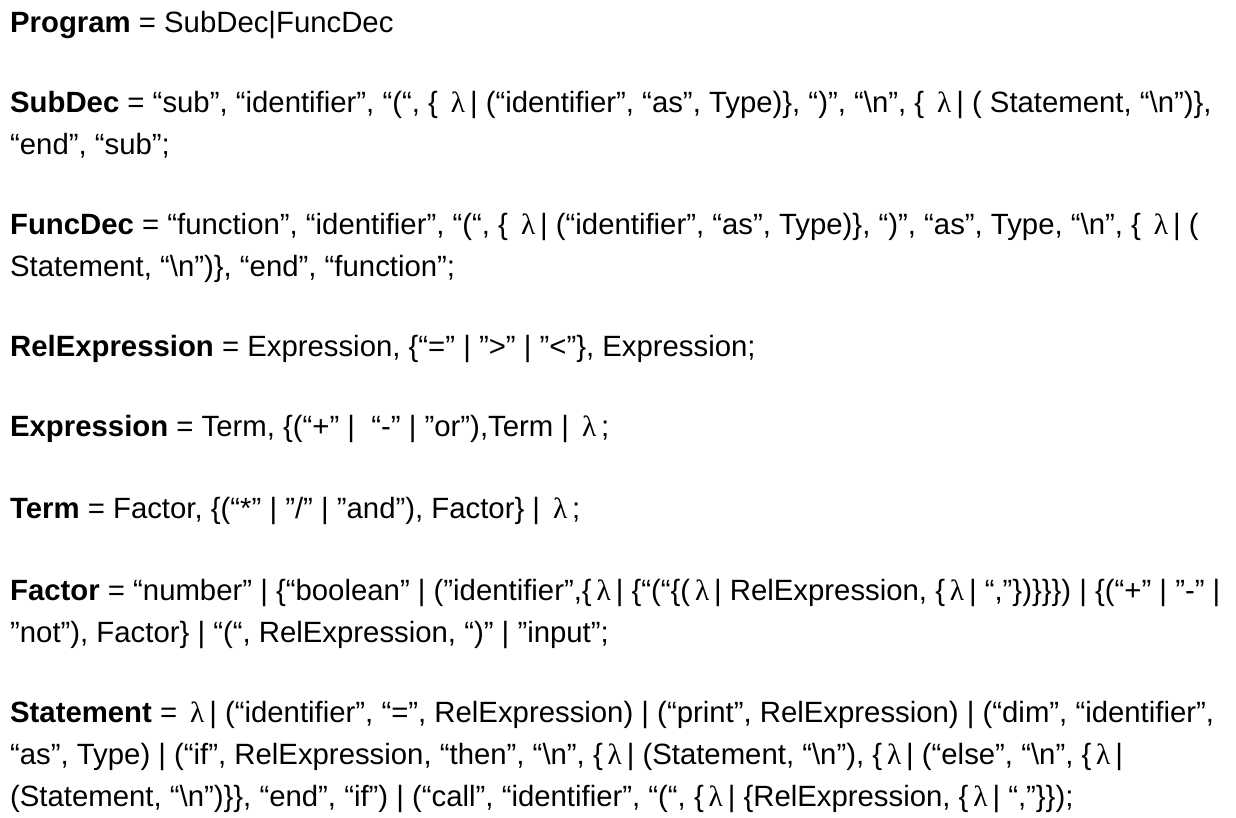 Program = SubDec|FuncDec
SubDec = “sub”, “identifier”, “(“, { λ| (“identifier”, “as”, Type)}, “)”, “\n”, { λ| ( Statement, “\n”)},
“end”, “sub”;
FuncDec = “function”, “identifier”, “(“, { λ| (“identifier”, “as”, Type)}, “)”, “as”, Type, “\n”, { λ| (
Statement, “\n”)}, “end”, “function”;
RelExpression = Expression, {“=” | ”>” | ”<”}, Expression;
Expression = Term, {(“+” | “-” | ”or”),Term | λ;
Term = Factor, {(“*” | ”/” | ”and”), Factor} | λ;
Factor = “number” | {“boolean” | (”identifier”,{λ| {“(“{(λ| RelExpression, {λ| “,”})}}}) | {(“+” | ”-” |
”not”), Factor} | “(“, RelExpression, “)” | ”input”;
Statement = λ| (“identifier”, “=”, RelExpression) | (“print”, RelExpression) | (“dim”, “identifier”,
“as”, Type) | (“if”, RelExpression, “then”, “\n”, {λ| (Statement, “\n”), {λ| (“else”, “\n”, {λ|
(Statement, “\n”)}}, “end”, “if”) | (“call”, “identifier”, “(“, {λ| {RelExpression, {λ| “,”}});